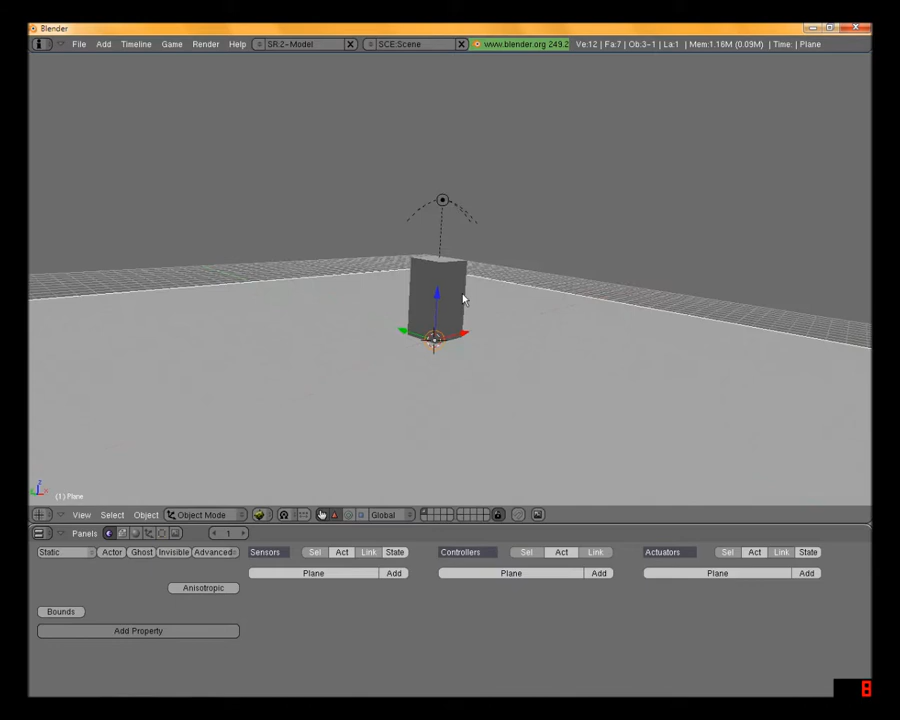 Blender
File Add Timeline Game Render Help SR:2-Model SCE:Scene www.blender.org 249.2 Ve:12 | Fa:7 | Ob:3-1 | La:1 | Mem:1.16M (0.09M) | Time: | Plane
(1) Plane
View Select Object Object Mode Global
Panels 1
Static Actor Ghost Invisible Advanced Sensors Sel Act Link State Controllers Sel Act Link Actuators Sel Act Link State
Plane Add Plane Add Plane Add
Anisotropic
Bounds
Add Property